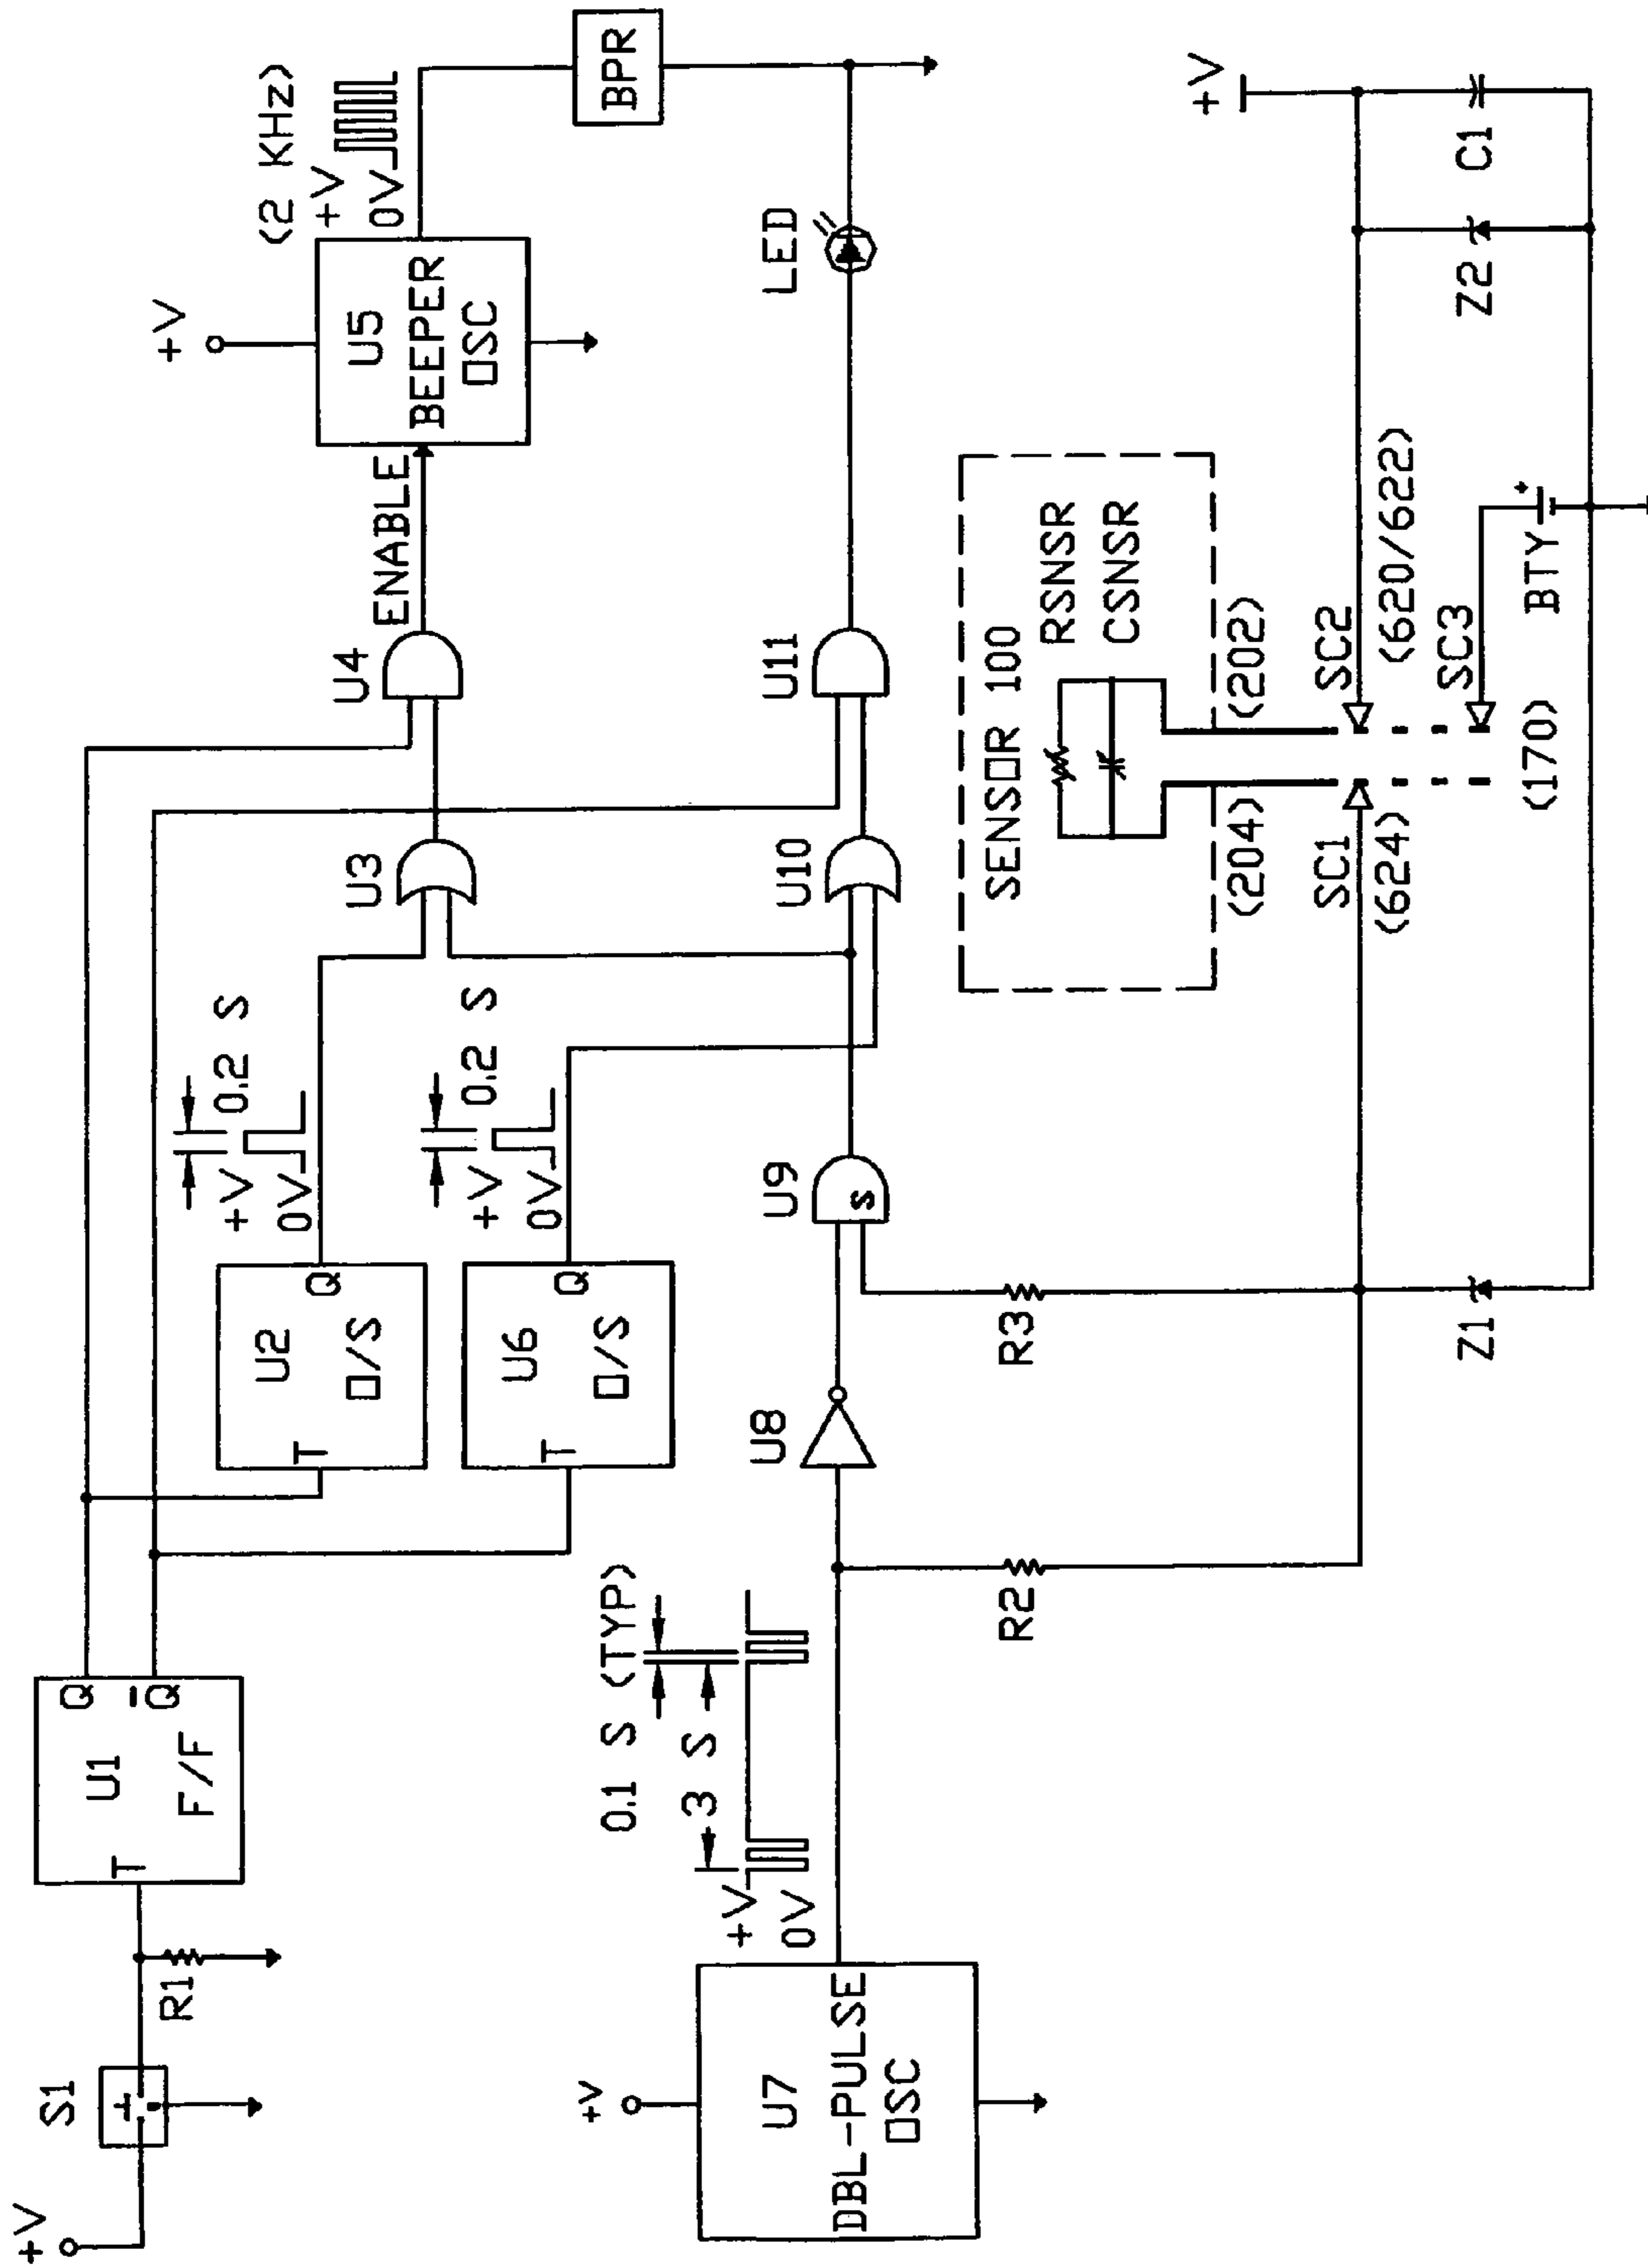 +V
S1
R1
T
U1
F/F
Q
Q
T
U2
O/S
Q
+V
0V
0.2 S
T
U6
O/S
Q
+V
0V
0.2 S
U3
U4
ENABLE
+V
U5
BEEPER
OSC
(2 KHz)
+V
0V
BPR
+V
U7
DBL-PULSE
OSC
+V
0V
3 S
0.1 S (TYP)
U8
U9
S
U10
U11
LED
R2
R3
Z1
SENSOR 100
RSNSR
CSNSR
(204)
(202)
SC1
(624)
SC2
(620/622)
SC3
(170)
BTY
+
+V
Z2
C1